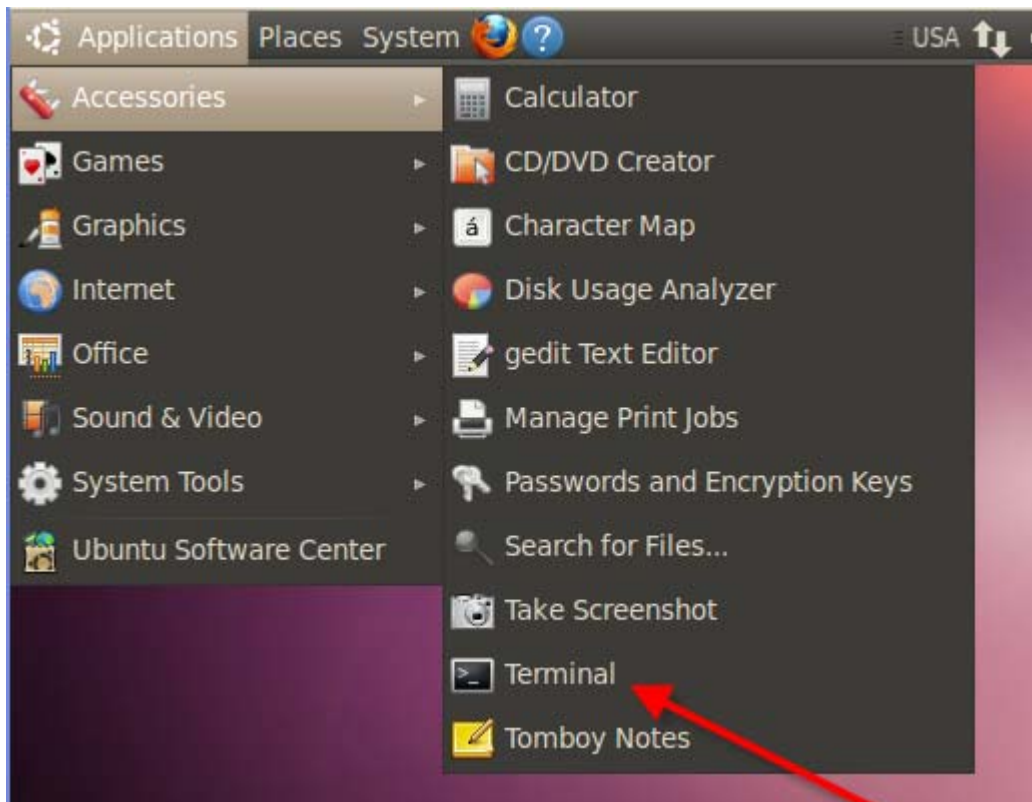 Applications Places System USA
Accessories
Games
Graphics
Internet
Office
Sound & Video
System Tools
Ubuntu Software Center
Calculator
CD/DVD Creator
Character Map
Disk Usage Analyzer
gedit Text Editor
Manage Print Jobs
Passwords and Encryption Keys
Search for Files...
Take Screenshot
Terminal
Tomboy Notes